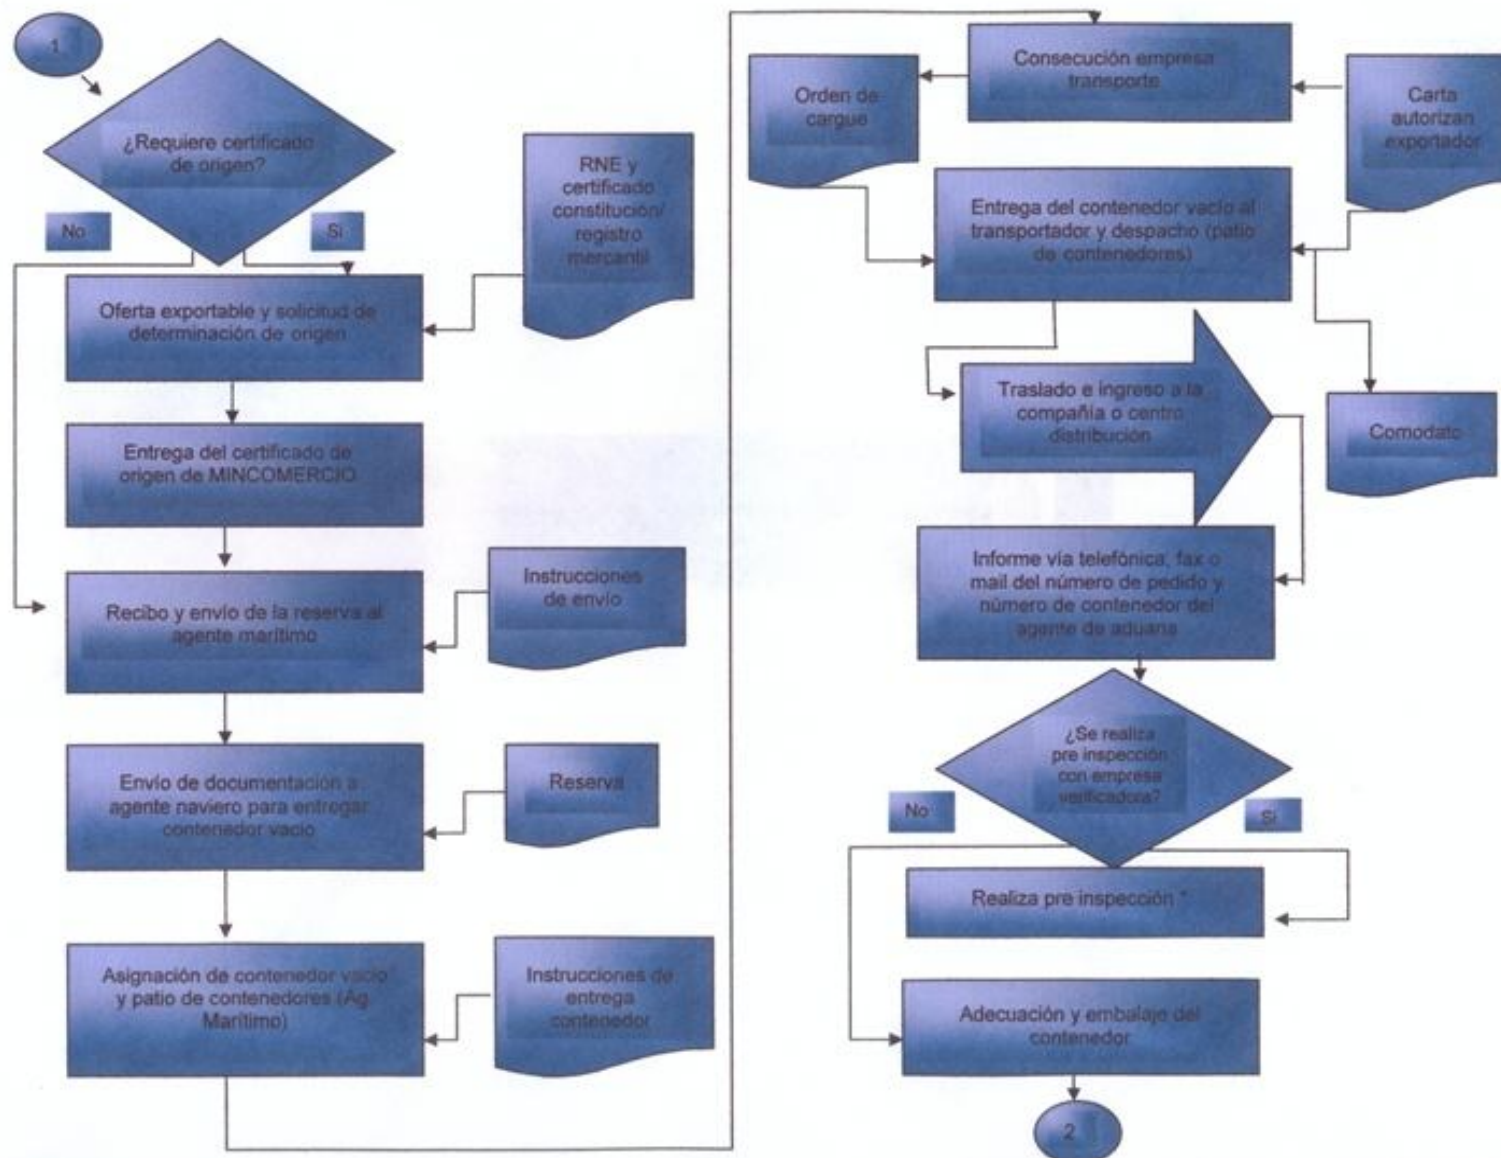 1
¿Requiere certificado
de origen?
No
Si
RNE y
certificado
constitución/
registro
mercantil
Oferta exportable y solicitud de
determinación de origen
Entrega del certificado de
origen de MINCOMERCIO
Recibo y envío de la reserva al
agente marítimo
Instrucciones
de envío
Envío de documentación a
agente naviero para entregar
contenedor vacío
Reserva
Asignación de contenedor vacío
y patio de contenedores (Ag
Marítimo)
Instrucciones de
entrega
contenedor
Consecución empresa
transporte
Orden de
cargue
Carta
autorizan
exportador
Entrega del contenedor vacío al
transportador y despacho (patio
de contenedores)
Traslado e ingreso a la
compañía o centro
distribución
Comodato
Informe vía telefónica, fax o
mail del número de pedido y
número de contenedor del
agente de aduana
¿Se realiza
pre inspección
con empresa
verificadora?
No
Si
Realiza pre inspección *
Adecuación y embalaje del
contenedor
2